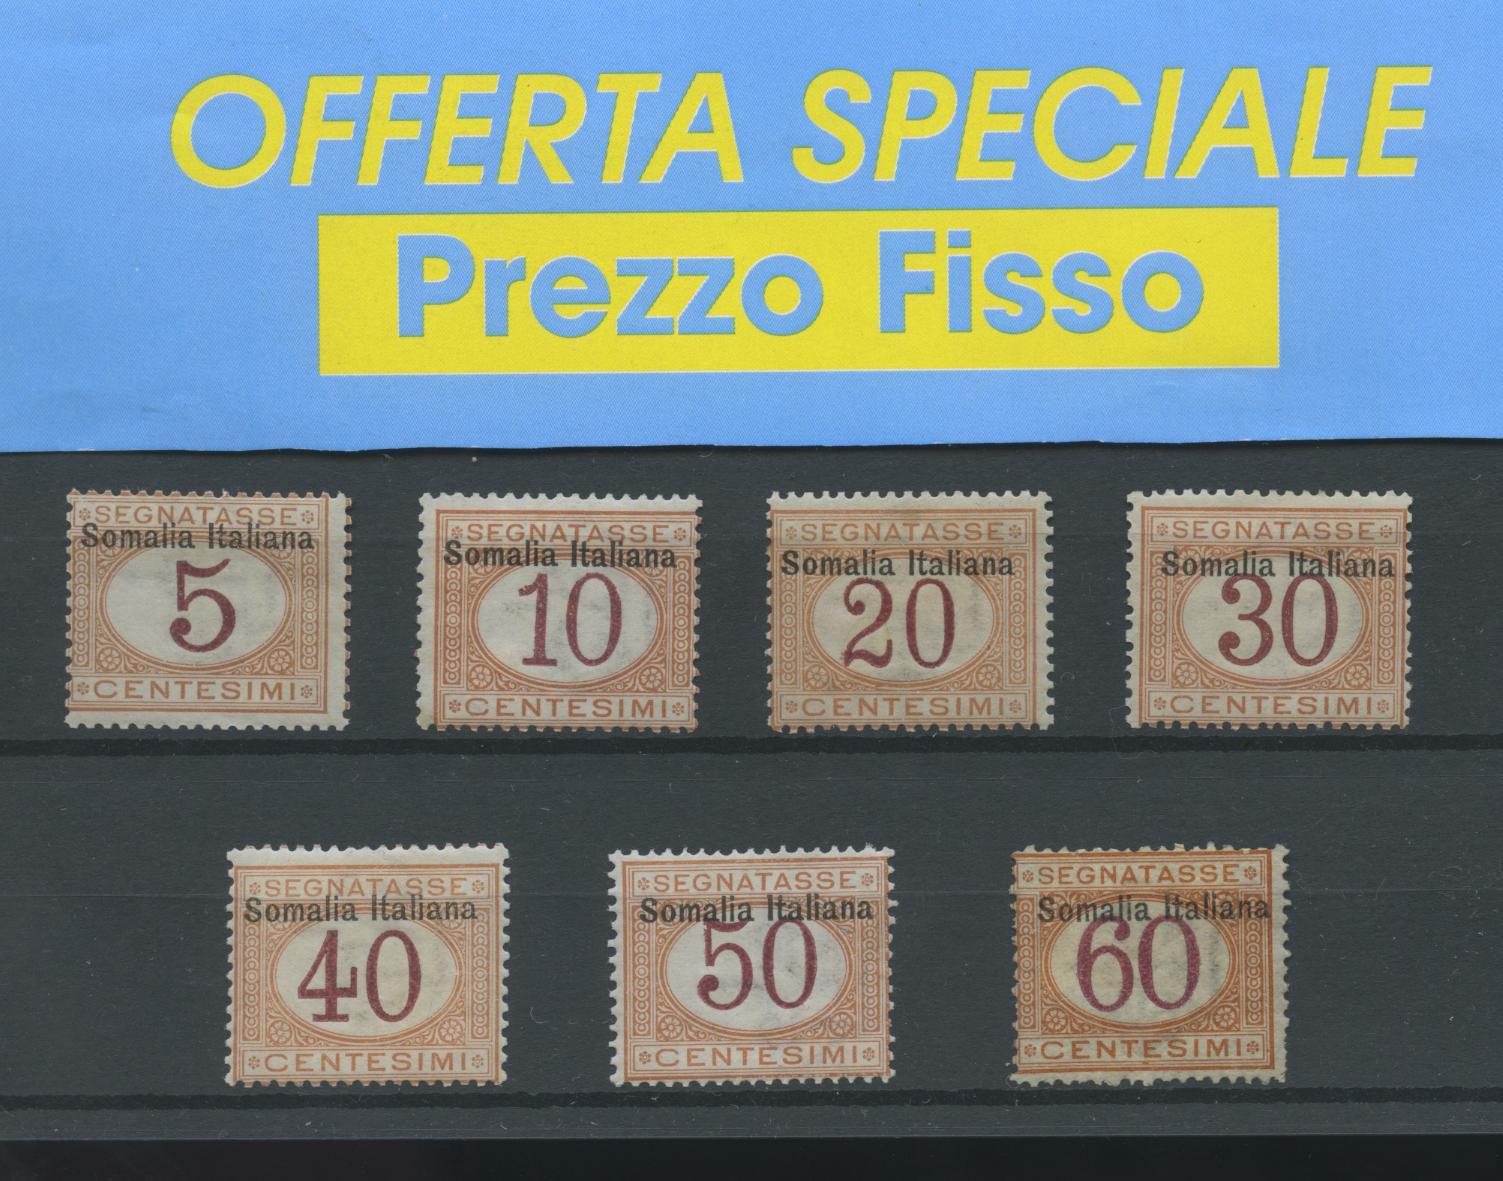 OFFERTA SPECIALE
Prezzo Fisso
SEGNATASSE
Somalia Italiana
5
CENTESIMI
SEGNATASSE
Somalia Italiana
10
CENTESIMI
SEGNATASSE
Somalia Italiana
20
CENTESIMI
SEGNATASSE
Somalia Italiana
30
CENTESIMI
SEGNATASSE
Somalia Italiana
40
CENTESIMI
SEGNATASSE
Somalia Italiana
50
CENTESIMI
SEGNATASSE
Somalia Italiana
60
CENTESIMI